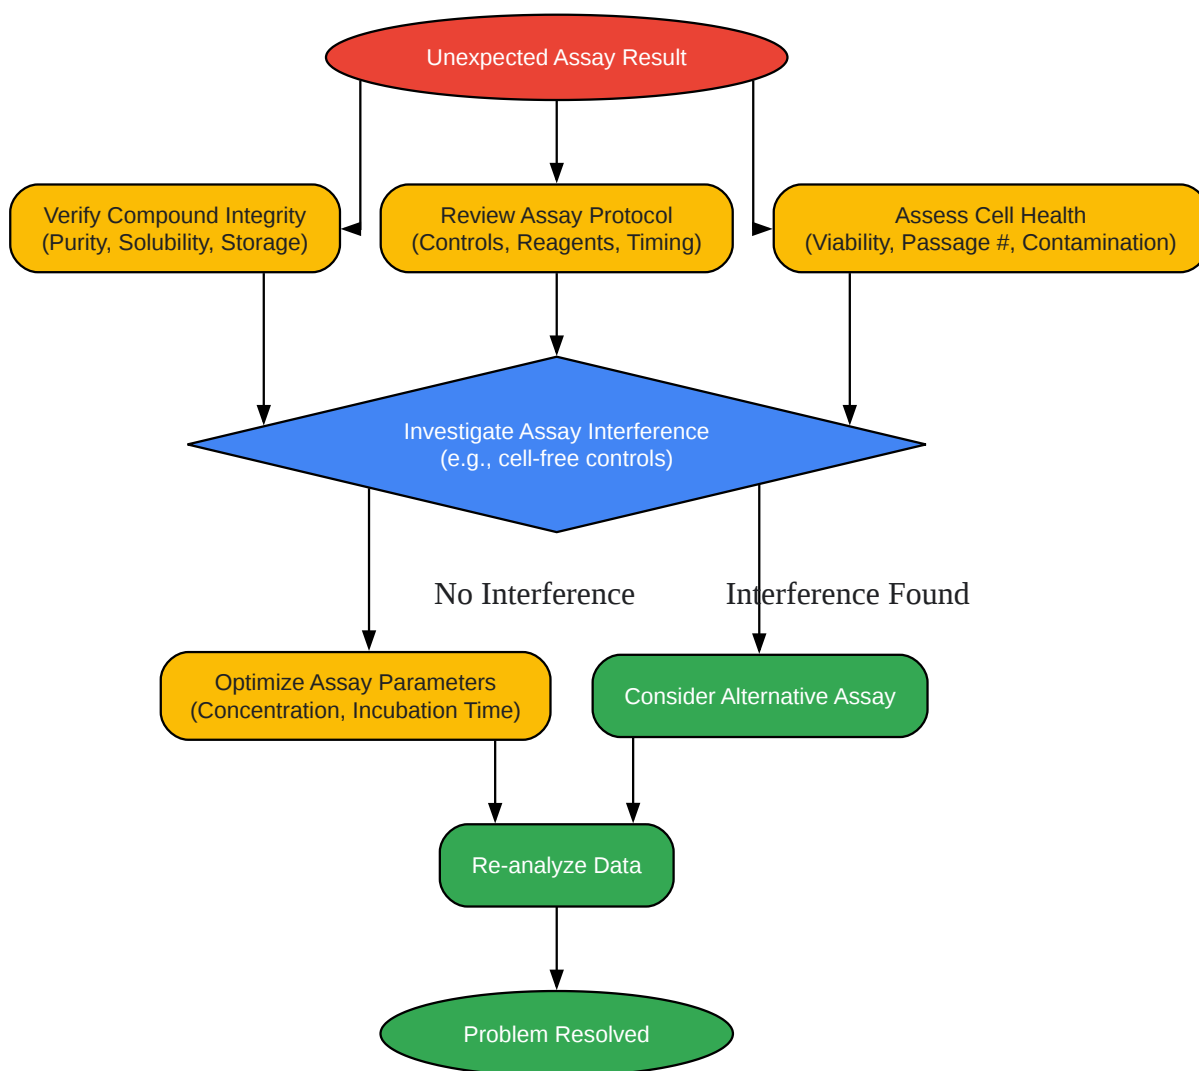 Unexpected Assay Result
Verify Compound Integrity
(Purity, Solubility, Storage)
Review Assay Protocol
(Controls, Reagents, Timing)
Assess Cell Health
(Viability, Passage #, Contamination)
Investigate Assay Interference
(e.g., cell-free controls)
No Interference
Interference Found
Optimize Assay Parameters
(Concentration, Incubation Time)
Consider Alternative Assay
Re-analyze Data
Problem Resolved